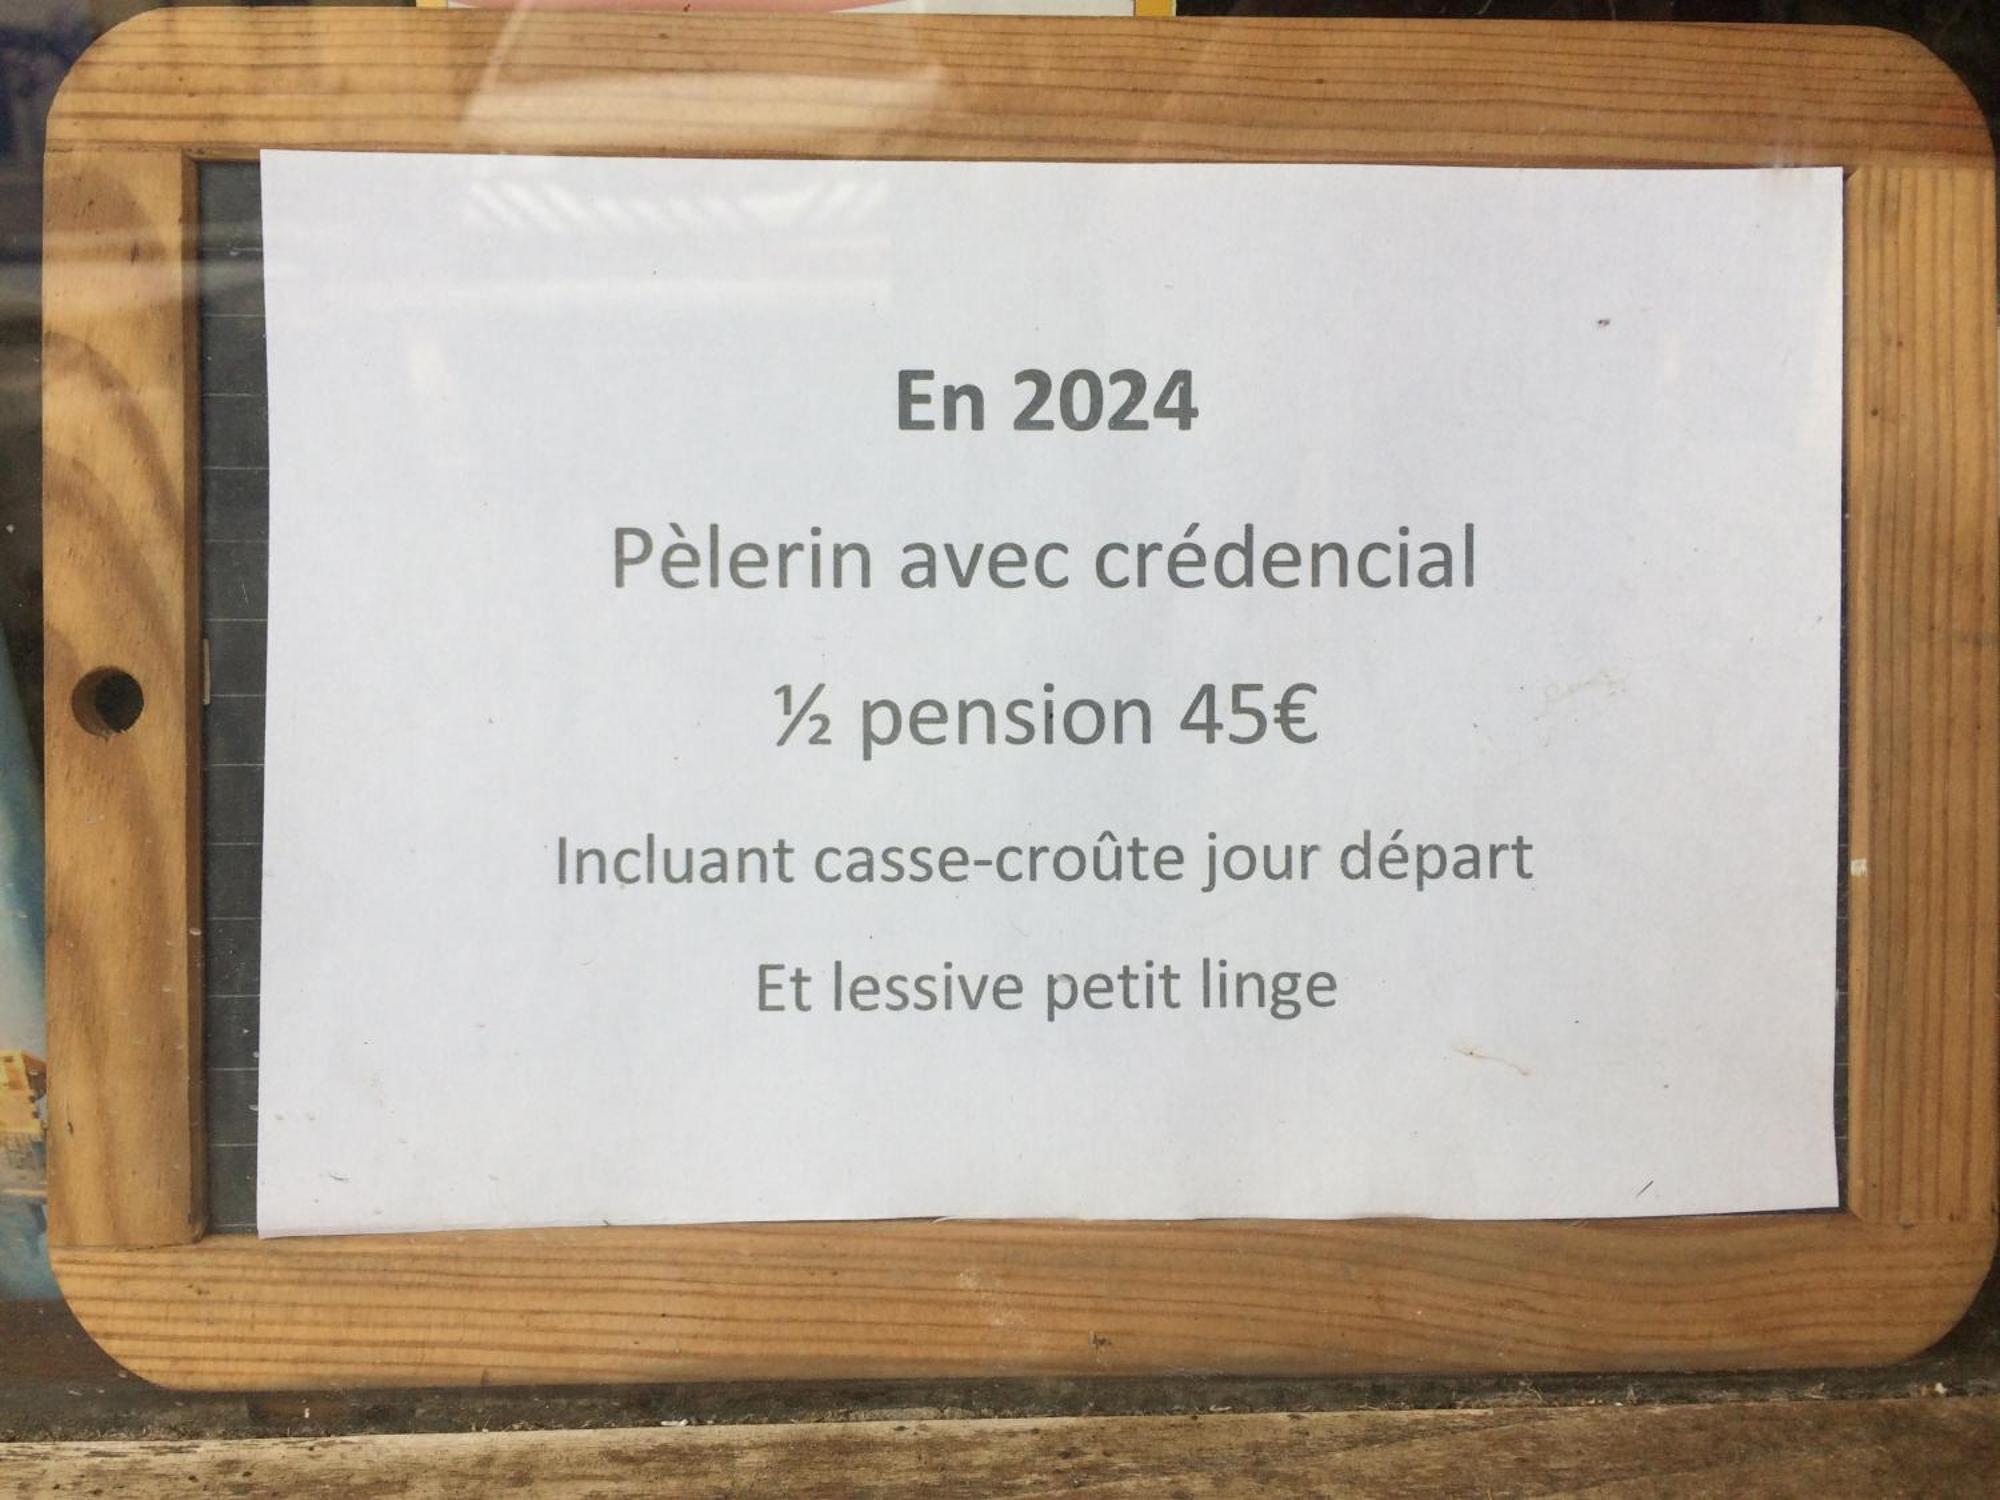 En 2024
Pèlerin avec crédencial
½ pension 45€
Incluant casse-croûte jour départ
Et lessive petit linge